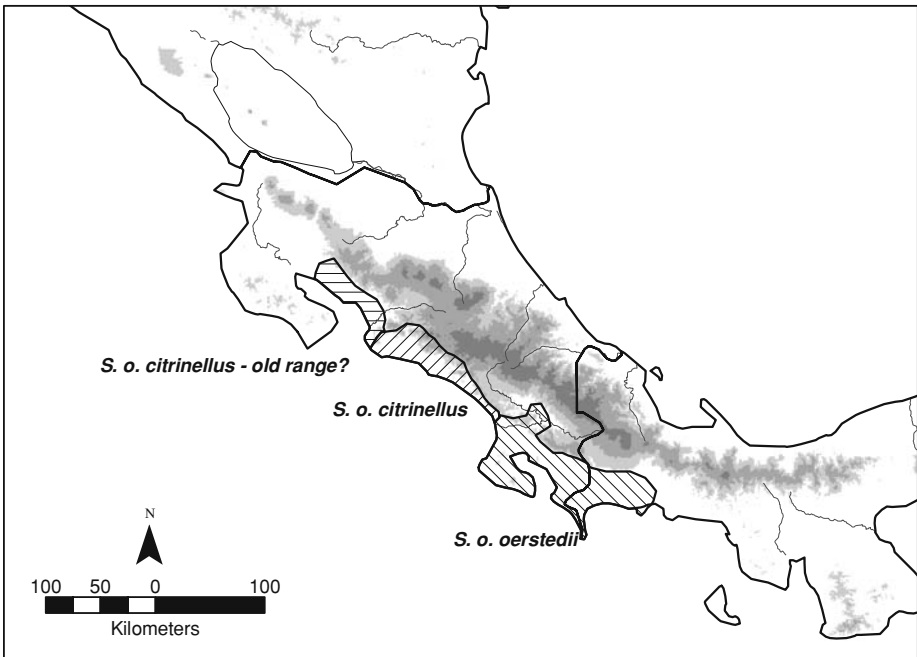 S. o. citrinellus - old range?
S. o. citrinellus
S. o. oerstedii
N
100 50 0 100
Kilometers